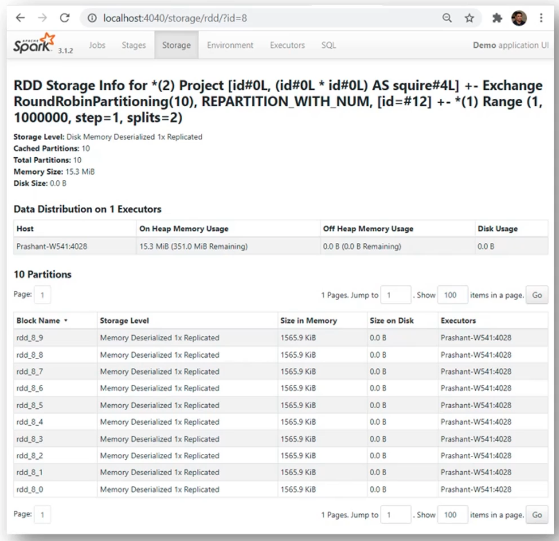 localhost:4040/storage/rdd/?id=8
APACHE Spark 3.1.2 Jobs Stages Storage Environment Executors SQL Demo application UI
RDD Storage Info for *(2) Project [id#0L, (id#0L * id#0L) AS squire#4L] +- Exchange
RoundRobinPartitioning(10), REPARTITION_WITH_NUM, [id=#12] +- *(1) Range (1,
1000000, step=1, splits=2)
Storage Level: Disk Memory Deserialized 1x Replicated
Cached Partitions: 10
Total Partitions: 10
Memory Size: 15.3 MiB
Disk Size: 0.0 B
Data Distribution on 1 Executors
Host On Heap Memory Usage Off Heap Memory Usage Disk Usage
Prashant-W541:4028 15.3 MiB (351.0 MiB Remaining) 0.0 B (0.0 B Remaining) 0.0 B
10 Partitions
Page: 1 1 Pages. Jump to 1 . Show 100 items in a page. Go
Block Name Storage Level Size in Memory Size on Disk Executors
rdd_8_9 Memory Deserialized 1x Replicated 1565.9 KiB 0.0 B Prashant-W541:4028
rdd_8_8 Memory Deserialized 1x Replicated 1565.9 KiB 0.0 B Prashant-W541:4028
rdd_8_7 Memory Deserialized 1x Replicated 1565.9 KiB 0.0 B Prashant-W541:4028
rdd_8_6 Memory Deserialized 1x Replicated 1565.9 KiB 0.0 B Prashant-W541:4028
rdd_8_5 Memory Deserialized 1x Replicated 1565.9 KiB 0.0 B Prashant-W541:4028
rdd_8_4 Memory Deserialized 1x Replicated 1565.9 KiB 0.0 B Prashant-W541:4028
rdd_8_3 Memory Deserialized 1x Replicated 1565.9 KiB 0.0 B Prashant-W541:4028
rdd_8_2 Memory Deserialized 1x Replicated 1565.9 KiB 0.0 B Prashant-W541:4028
rdd_8_1 Memory Deserialized 1x Replicated 1565.9 KiB 0.0 B Prashant-W541:4028
rdd_8_0 Memory Deserialized 1x Replicated 1565.9 KiB 0.0 B Prashant-W541:4028
Page: 1 1 Pages. Jump to 1 . Show 100 items in a page. Go